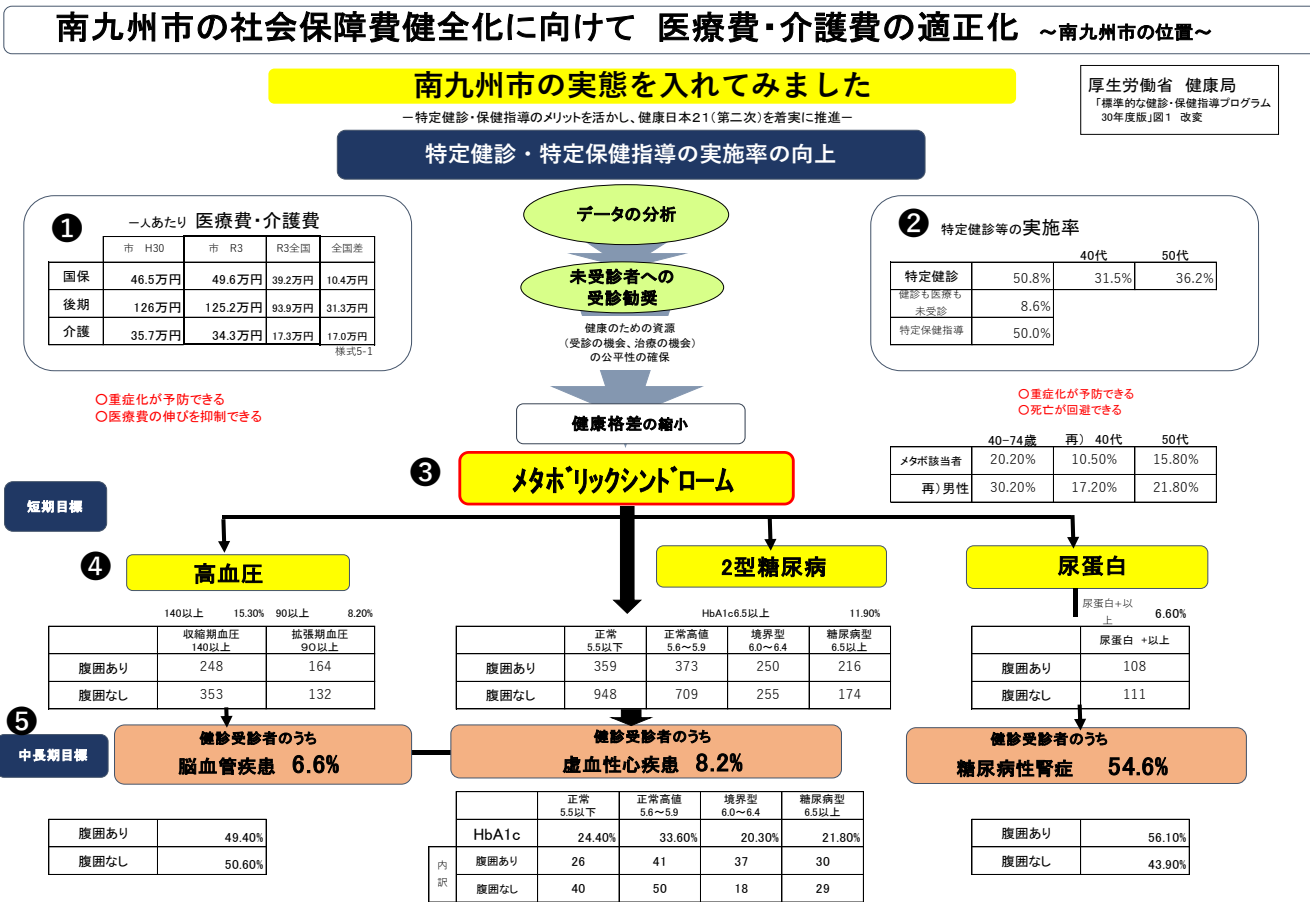 南九州市の社会保障費健全化に向けて 医療費・介護費の適正化 ～南九州市の位置～
南九州市の実態を入れてみました
－特定健診・保健指導のメリットを活かし、健康日本21(第二次)を着実に推進－
厚生労働省 健康局
「標準的な健診・保健指導プログラム
30年度版」図1 改変
特定健診・特定保健指導の実施率の向上
❶ 一人あたり 医療費・介護費
市 H30 市 R3 R3全国 全国差
国保 46.5万円 49.6万円 39.2万円 10.4万円
後期 126万円 125.2万円 93.9万円 31.3万円
介護 35.7万円 34.3万円 17.3万円 17.0万円
様式5-1
〇重症化が予防できる
〇医療費の伸びを抑制できる
データの分析
未受診者への
受診勧奨
健康のための資源
(受診の機会、治療の機会)
の公平性の確保
健康格差の縮小
❷ 特定健診等の実施率
40代 50代
特定健診 50.8% 31.5% 36.2%
健診も医療も
未受診 8.6%
特定保健指導 50.0%
〇重症化が予防できる
〇死亡が回避できる
40-74歳 再) 40代 50代
メタボ該当者 20.20% 10.50% 15.80%
再)男性 30.20% 17.20% 21.80%
❸ メタボリックシンドローム
短期目標
❹ 高血圧
2型糖尿病
尿蛋白
140以上 15.30% 90以上 8.20%
収縮期血圧
140以上
拡張期血圧
90以上
腹囲あり 248 164
腹囲なし 353 132
HbA1c6.5以上 11.90%
正常
5.5以下
正常高値
5.6～5.9
境界型
6.0～6.4
糖尿病型
6.5以上
腹囲あり 359 373 250 216
腹囲なし 948 709 255 174
尿蛋白+以
上 6.60%
尿蛋白 +以上
腹囲あり 108
腹囲なし 111
❺
中長期目標
健診受診者のうち
脳血管疾患 6.6%
健診受診者のうち
虚血性心疾患 8.2%
健診受診者のうち
糖尿病性腎症 54.6%
腹囲あり 49.40%
腹囲なし 50.60%
正常
5.5以下
正常高値
5.6～5.9
境界型
6.0～6.4
糖尿病型
6.5以上
HbA1c 24.40% 33.60% 20.30% 21.80%
内訳
腹囲あり 26 41 37 30
腹囲なし 40 50 18 29
腹囲あり 56.10%
腹囲なし 43.90%